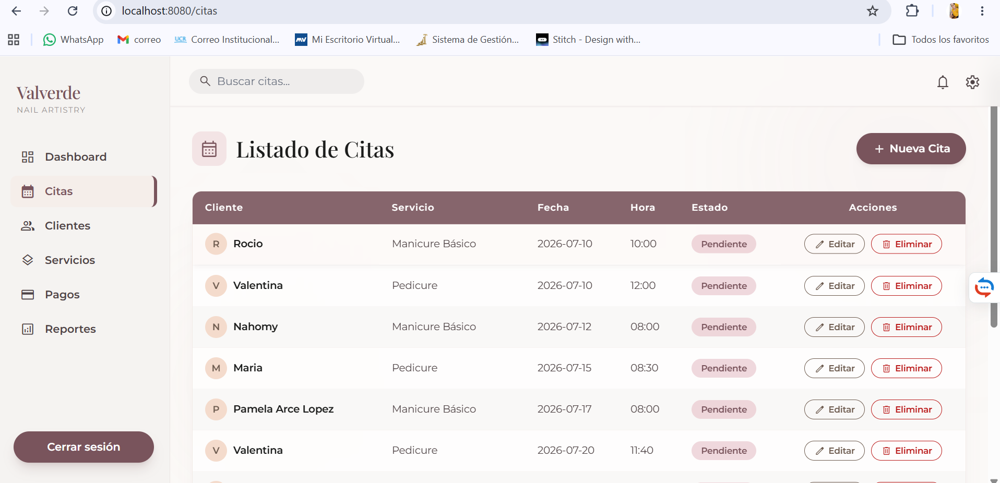 localhost:8080/citas
WhatsApp
correo
UCR Correo Institucional...
MV Mi Escritorio Virtual...
Sistema de Gestión...
Stitch - Design with...
Todos los favoritos
Valverde
NAIL ARTISTRY
Dashboard
Citas
Clientes
Servicios
Pagos
Reportes
Cerrar sesión
Buscar citas...
Listado de Citas
+ Nueva Cita
Cliente Servicio Fecha Hora Estado Acciones
R Rocio Manicure Básico 2026-07-10 10:00 Pendiente Editar Eliminar
V Valentina Pedicure 2026-07-10 12:00 Pendiente Editar Eliminar
N Nahomy Manicure Básico 2026-07-12 08:00 Pendiente Editar Eliminar
M Maria Pedicure 2026-07-15 08:30 Pendiente Editar Eliminar
P Pamela Arce Lopez Manicure Básico 2026-07-17 08:00 Pendiente Editar Eliminar
V Valentina Pedicure 2026-07-20 11:40 Pendiente Editar Eliminar